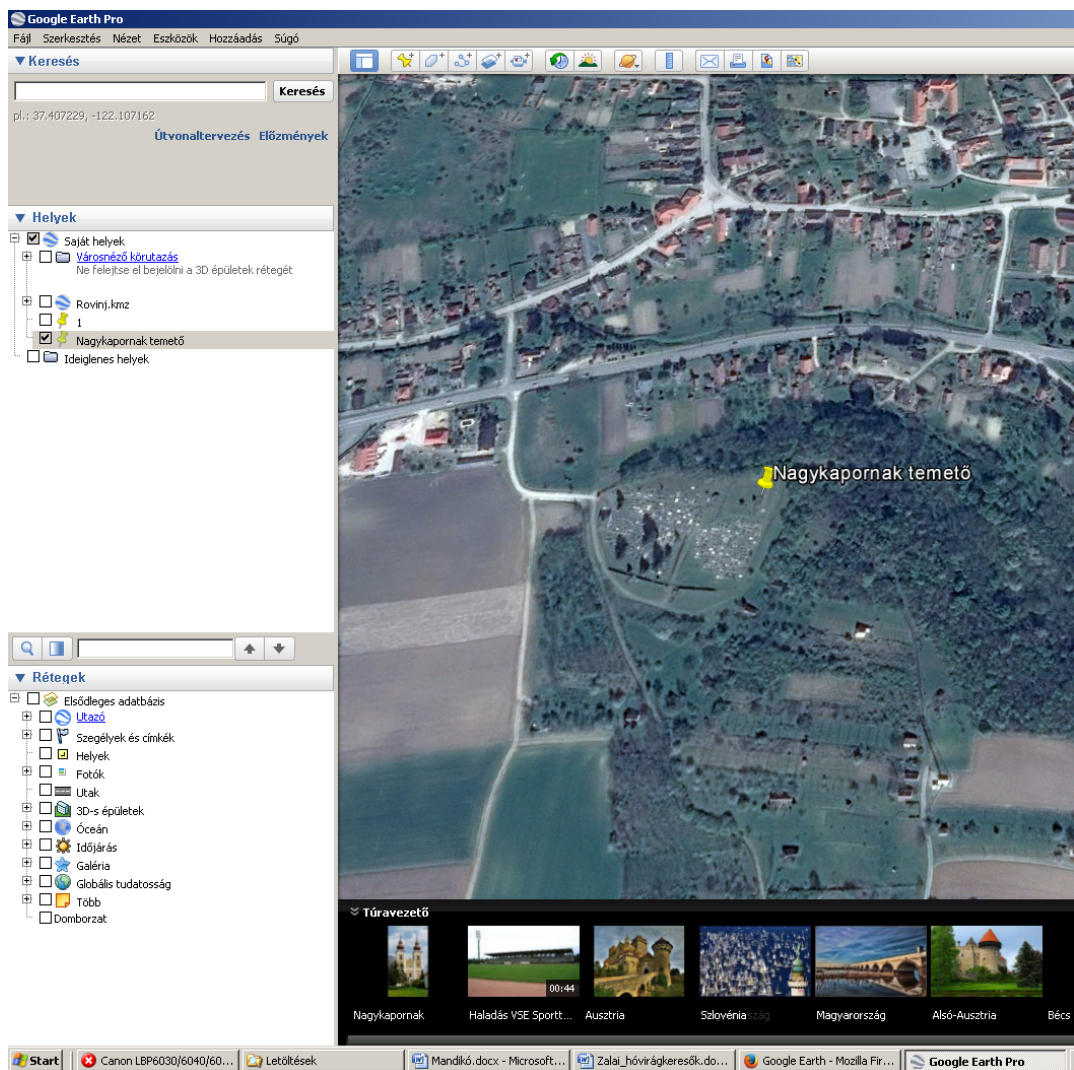 Google Earth Pro
Fájl Szerkesztés Nézet Eszközök Hozzáadás Súgó
Keresés
Keresés
pl.: 37.407229, -122.107162
Útvonaltervezés Előzmények
Helyek
Saját helyek
Városnéző körutazás
Ne felejtse el bejelölni a 3D épületek rétegét
Rovinj.kmz
1
Nagykapornak temető
Ideiglenes helyek
Rétegek
Elsődleges adatbázis
Utazó
Szegélyek és címkék
Helyek
Fotók
Utak
3D-s épületek
Óceán
Időjárás
Galéria
Globális tudatosság
Több
Domborzat
Nagykapornak temető
Túravezető
00:44
Nagykapornak Haladás VSE Sportt... Ausztria Szlovénia Magyarország Alsó-Ausztria Bécs
Start Canon LBP6030/6040/60... Letöltések Mandikó.docx - Microsoft... Zalai_hóvirágkeresők.do... Google Earth - Mozilla Fir... Google Earth Pro